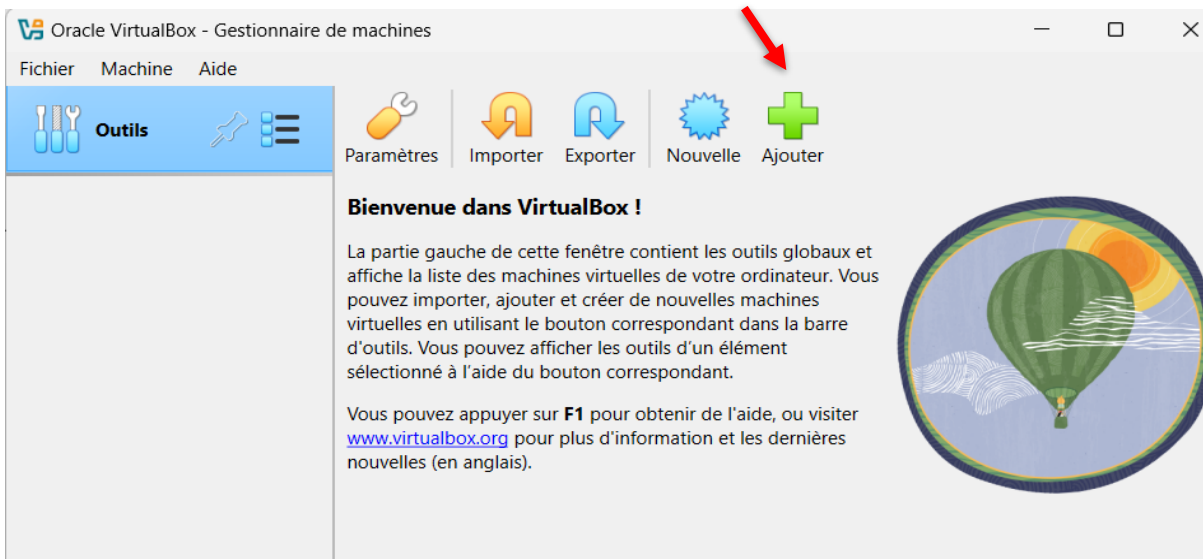 Oracle VirtualBox - Gestionnaire de machines
Fichier Machine Aide
Outils
Paramètres Importer Exporter Nouvelle Ajouter
Bienvenue dans VirtualBox !
La partie gauche de cette fenêtre contient les outils globaux et
affiche la liste des machines virtuelles de votre ordinateur. Vous
pouvez importer, ajouter et créer de nouvelles machines
virtuelles en utilisant le bouton correspondant dans la barre
d'outils. Vous pouvez afficher les outils d’un élément
sélectionné à l’aide du bouton correspondant.
Vous pouvez appuyer sur F1 pour obtenir de l'aide, ou visiter
www.virtualbox.org pour plus d'information et les dernières
nouvelles (en anglais).